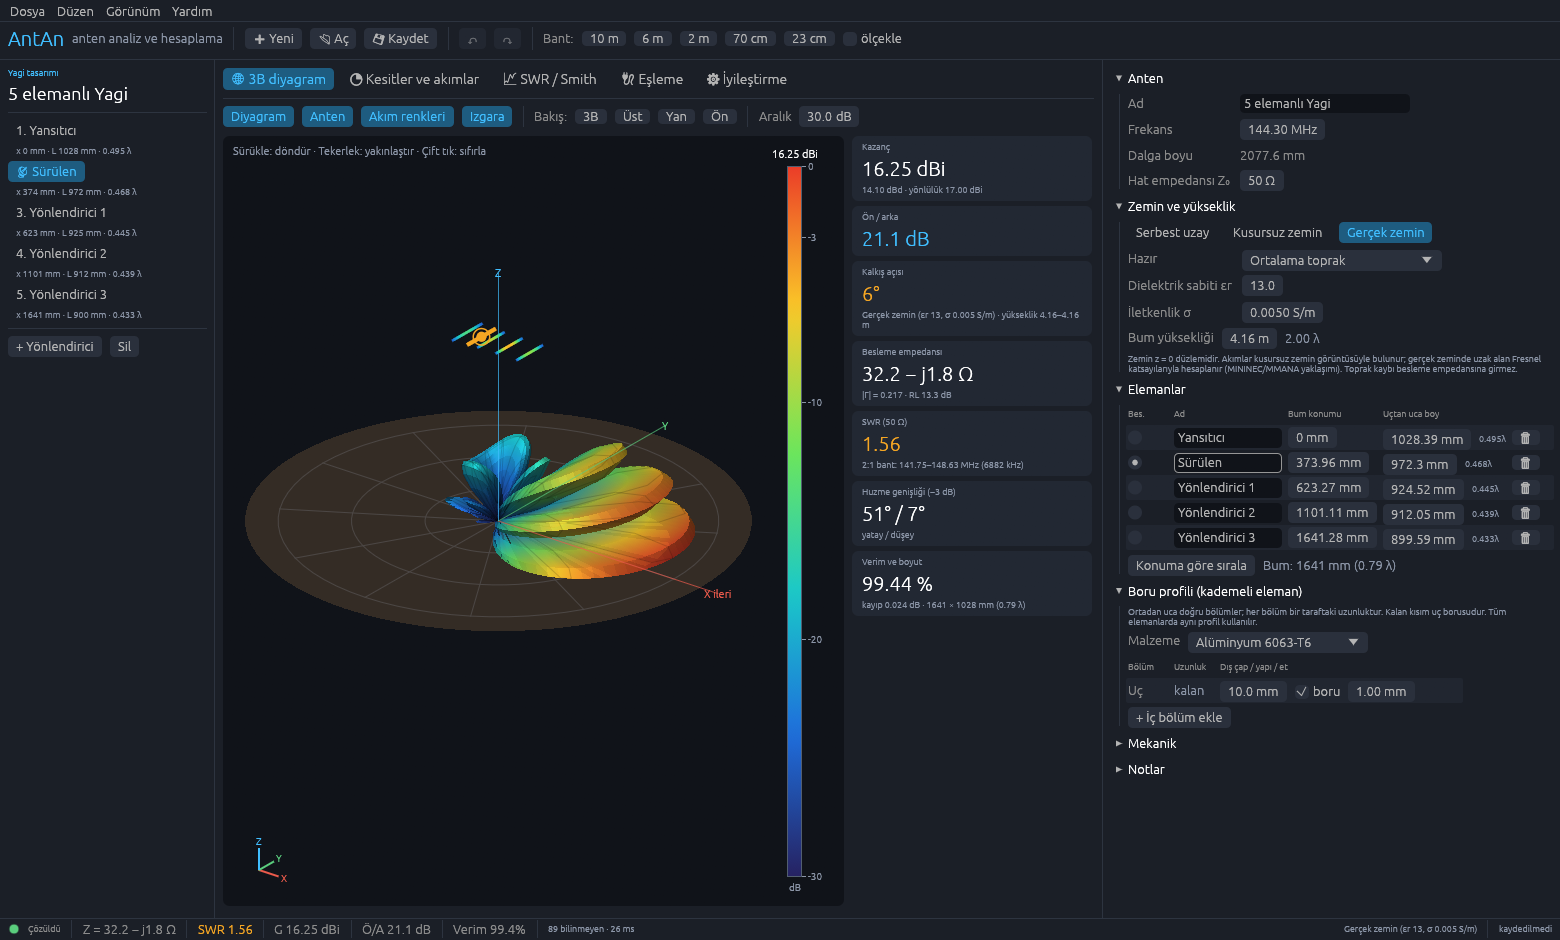 Dosya Düzen Görünüm Yardım
AntAn anten analiz ve hesaplama + Yeni Aç Kaydet Bant: 10 m 6 m 2 m 70 cm 23 cm ölçekle
Yagi tasarımı
5 elemanlı Yagi
1. Yansıtıcı
x 0 mm · L 1028 mm · 0.495 λ
Sürülen
x 374 mm · L 972 mm · 0.468 λ
3. Yönlendirici 1
x 623 mm · L 925 mm · 0.445 λ
4. Yönlendirici 2
x 1101 mm · L 912 mm · 0.439 λ
5. Yönlendirici 3
x 1641 mm · L 900 mm · 0.433 λ
+ Yönlendirici Sil
3B diyagram Kesitler ve akımlar SWR / Smith Eşleme İyileştirme
Diyagram Anten Akım renkleri Izgara Bakış: 3B Üst Yan Ön Aralık 30.0 dB
Sürükle: döndür · Tekerlek: yakınlaştır · Çift tık: sıfırla
16.25 dBi
0
-3
-10
-20
-30
dB
Z
Y
X ileri
Z
Y
X
Kazanç
16.25 dBi
14.10 dBd · yönlülük 17.00 dBi
Ön / arka
21.1 dB
Kalkış açısı
6°
Gerçek zemin (εr 13, σ 0.005 S/m) · yükseklik 4.16–4.16
m
Besleme empedansı
32.2 – j1.8 Ω
|Γ| = 0.217 · RL 13.3 dB
SWR (50 Ω)
1.56
2:1 bant: 141.75–148.63 MHz (6882 kHz)
Huzme genişliği (−3 dB)
51° / 7°
yatay / düşey
Verim ve boyut
99.44 %
kayıp 0.024 dB · 1641 × 1028 mm (0.79 λ)
Anten
Ad 5 elemanlı Yagi
Frekans 144.30 MHz
Dalga boyu 2077.6 mm
Hat empedansı Z₀ 50 Ω
Zemin ve yükseklik
Serbest uzay Kusursuz zemin Gerçek zemin
Hazır Ortalama toprak
Dielektrik sabiti εr 13.0
İletkenlik σ 0.0050 S/m
Bum yüksekliği 4.16 m 2.00 λ
Zemin z = 0 düzlemidir. Akımlar kusursuz zemin görüntüsüyle bulunur; gerçek zeminde uzak alan Fresnel
katsayılarıyla hesaplanır (MININEC/MMANA yaklaşımı). Toprak kaybı besleme empedansına girmez.
Elemanlar
Bes. Ad Bum konumu Uçtan uca boy
Yansıtıcı 0 mm 1028.39 mm 0.495λ
Sürülen 373.96 mm 972.3 mm 0.468λ
Yönlendirici 1 623.27 mm 924.52 mm 0.445λ
Yönlendirici 2 1101.11 mm 912.05 mm 0.439λ
Yönlendirici 3 1641.28 mm 899.59 mm 0.433λ
Konuma göre sırala Bum: 1641 mm (0.79 λ)
Boru profili (kademeli eleman)
Ortadan uca doğru bölümler; her bölüm bir taraftaki uzunluktur. Kalan kısım uç borusudur. Tüm
elemanlarda aynı profil kullanılır.
Malzeme Alüminyum 6063-T6
Bölüm Uzunluk Dış çap / yapı / et
Uç kalan 10.0 mm boru 1.00 mm
+ İç bölüm ekle
Mekanik
Notlar
Çözüldü Z = 32.2 – j1.8 Ω SWR 1.56 G 16.25 dBi Ö/A 21.1 dB Verim 99.4% 89 bilinmeyen · 26 ms Gerçek zemin (εr 13, σ 0.005 S/m) kaydedilmedi